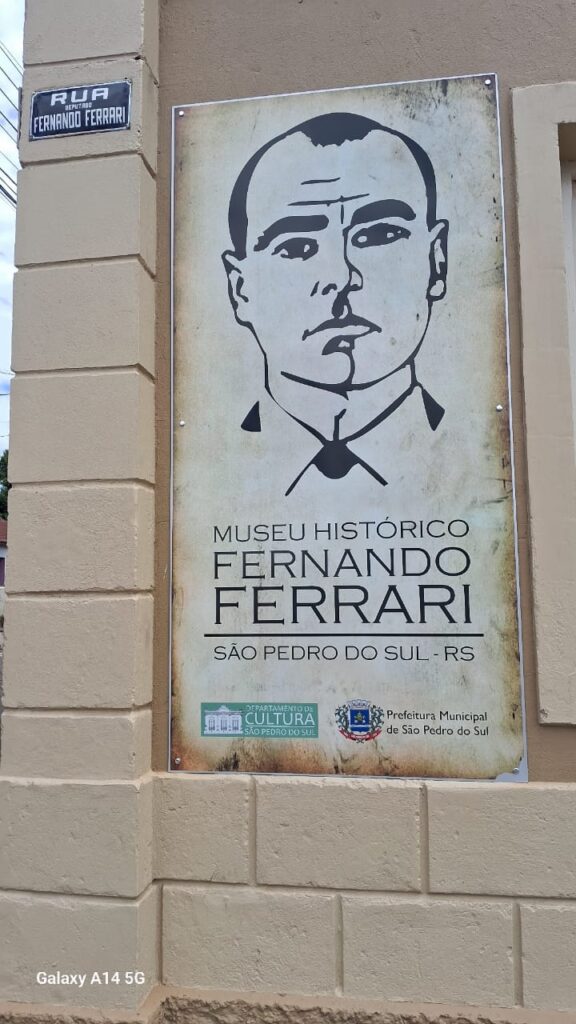 RUA
DEPUTADO
FERNANDO FERRARI
MUSEU HISTÓRICO
FERNANDO
FERRARI
SÃO PEDRO DO SUL - RS
DEPARTAMENTO DE
CULTURA
SÃO PEDRO DO SUL
Prefeitura Municipal
de São Pedro do Sul
Galaxy A14 5G